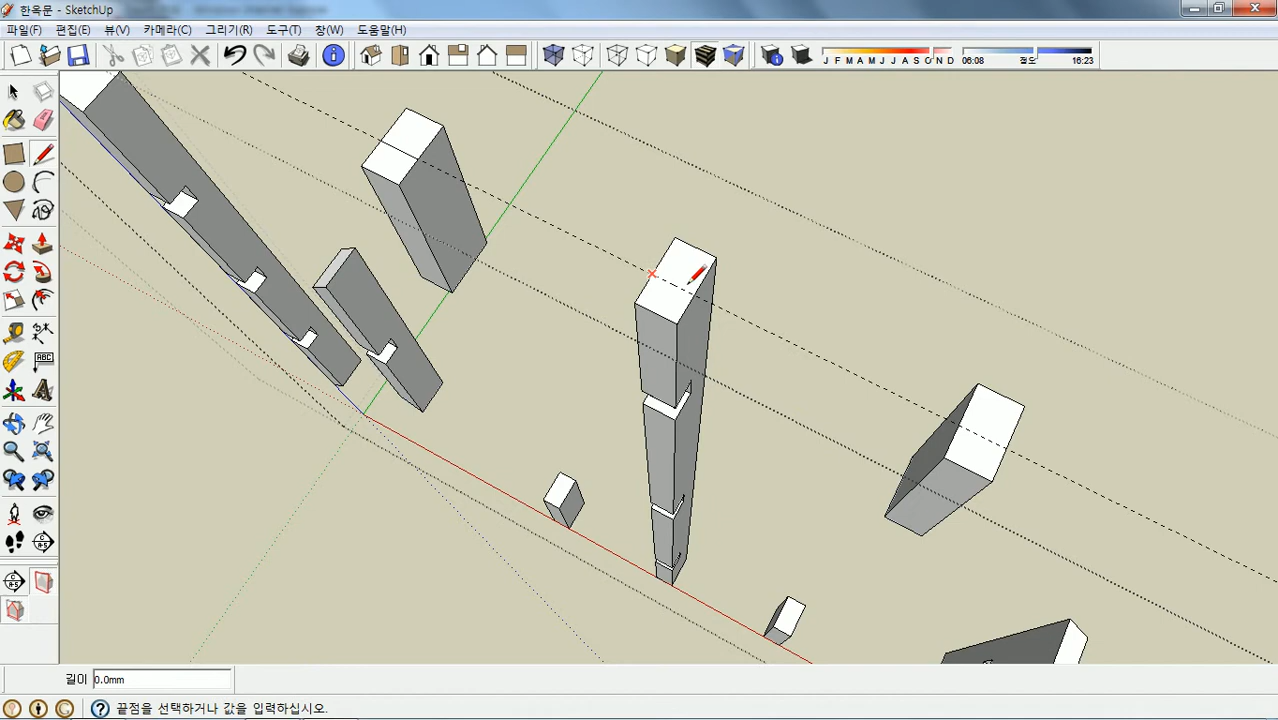 한옥문 - SketchUp
파일(F) 편집(E) 뷰(V) 카메라(C) 그리기(R) 도구(T) 창(W) 도움말(H)
J F M A M J J A S O N D 06:08 정오 16:23
ABC
A
길이 0.0mm
끝점을 선택하거나 값을 입력하십시오.